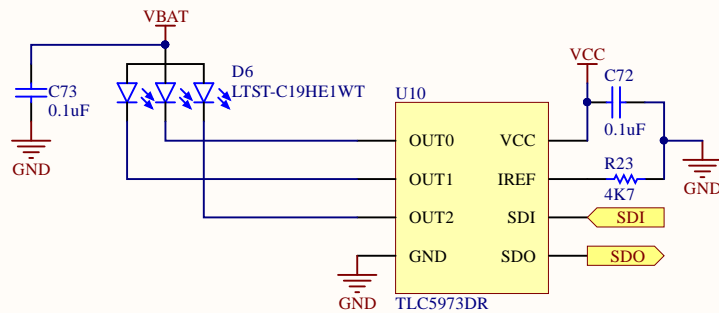 VBAT
D6
LTST-C19HE1WT
C73
0.1uF
GND
VCC
C72
0.1uF
U10
OUT0
VCC
OUT1
IREF
R23
4K7
GND
OUT2
SDI
SDI
GND
SDO
SDO
GND
TLC5973DR